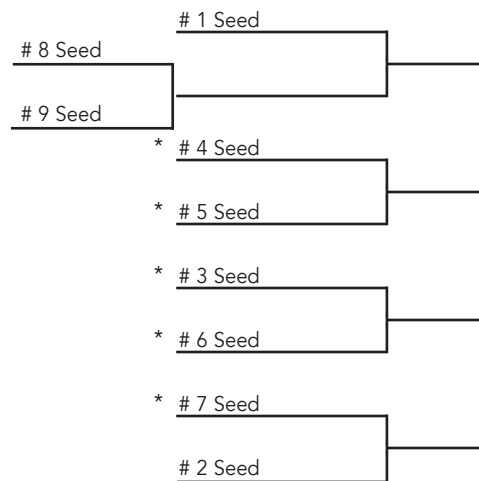 # 1 Seed
# 8 Seed
# 9 Seed
* # 4 Seed
* # 5 Seed
* # 3 Seed
* # 6 Seed
* # 7 Seed
# 2 Seed